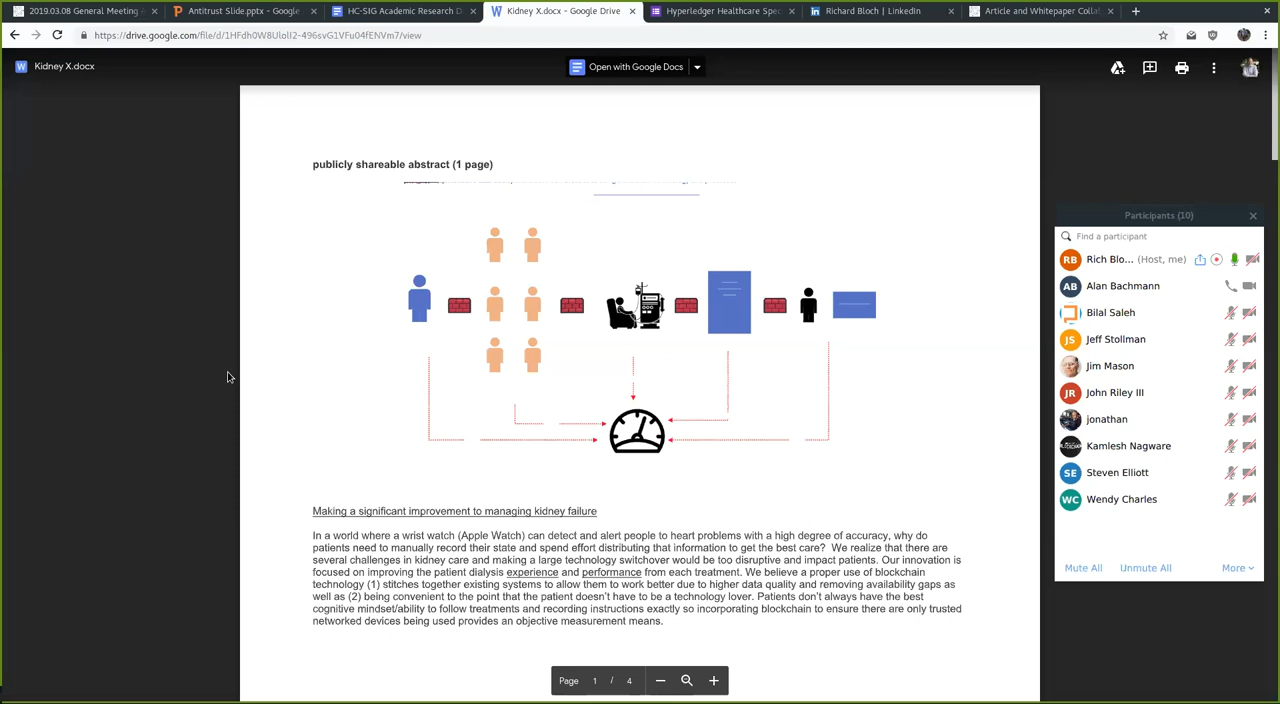 2019.03.08 General Meeting
Antitrust Slide.pptx - Google
HC-SIG Academic Research D
Kidney X.docx - Google Drive
Hyperledger Healthcare Spec
Richard Bloch | LinkedIn
Article and Whitepaper Colla
Kidney X.docx
Open with Google Docs
publicly shareable abstract (1 page)
Making a significant improvement to managing kidney failure
In a world where a wrist watch (Apple Watch) can detect and alert people to heart problems with a high degree of accuracy, why do
patients need to manually record their state and spend effort distributing that information to get the best care?  We realize that there are
several challenges in kidney care and making a large technology switchover would be too disruptive and impact patients. Our innovation is
focused on improving the patient dialysis experience and performance from each treatment. We believe a proper use of blockchain
technology (1) stitches together existing systems to allow them to work better due to higher data quality and removing availability gaps as
well as (2) being convenient to the point that the patient doesn't have to be a technology lover. Patients don't always have the best
cognitive mindset/ability to follow treatments and recording instructions exactly so incorporating blockchain to ensure there are only trusted
networked devices being used provides an objective measurement means.
Page 1 / 4
Participants (10)
Find a participant
RB Rich Blo... (Host, me)
AB Alan Bachmann
Bilal Saleh
JS Jeff Stollman
Jim Mason
JR John Riley III
jonathan
Kamlesh Nagware
SE Steven Elliott
WC Wendy Charles
Mute All Unmute All More